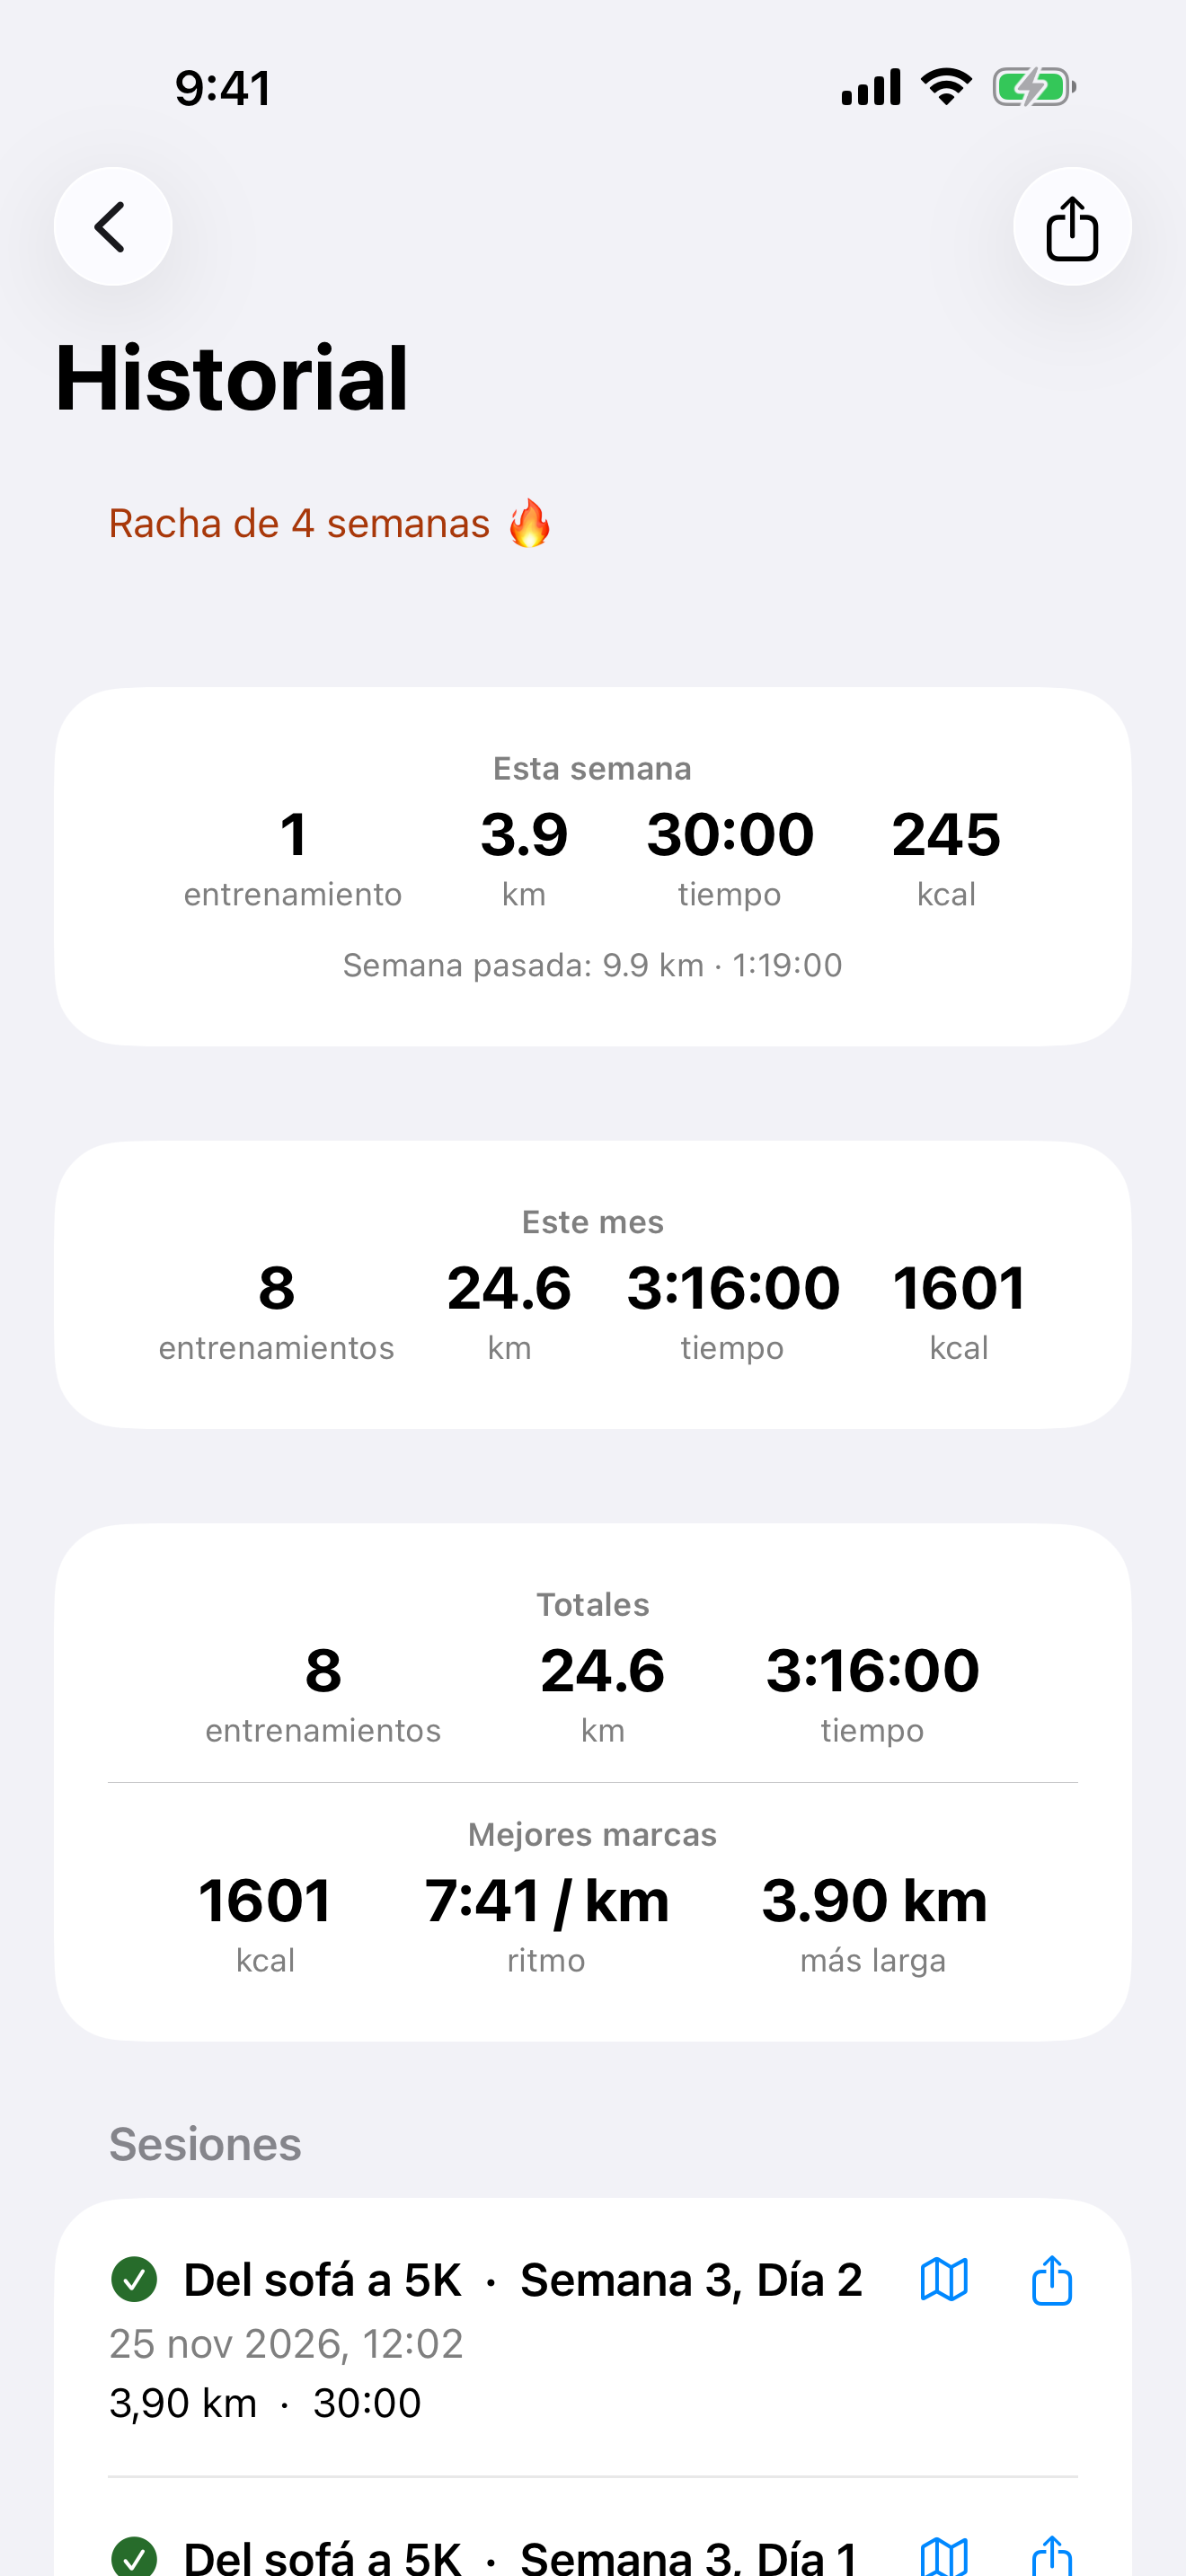 9:41
Historial
Racha de 4 semanas 🔥
Esta semana
1 3.9 30:00 245
entrenamiento km tiempo kcal
Semana pasada: 9.9 km · 1:19:00
Este mes
8 24.6 3:16:00 1601
entrenamientos km tiempo kcal
Totales
8 24.6 3:16:00
entrenamientos km tiempo
Mejores marcas
1601 7:41 / km 3.90 km
kcal ritmo más larga
Sesiones
Del sofá a 5K · Semana 3, Día 2
25 nov 2026, 12:02
3,90 km · 30:00
Del sofá a 5K · Semana 3, Día 1